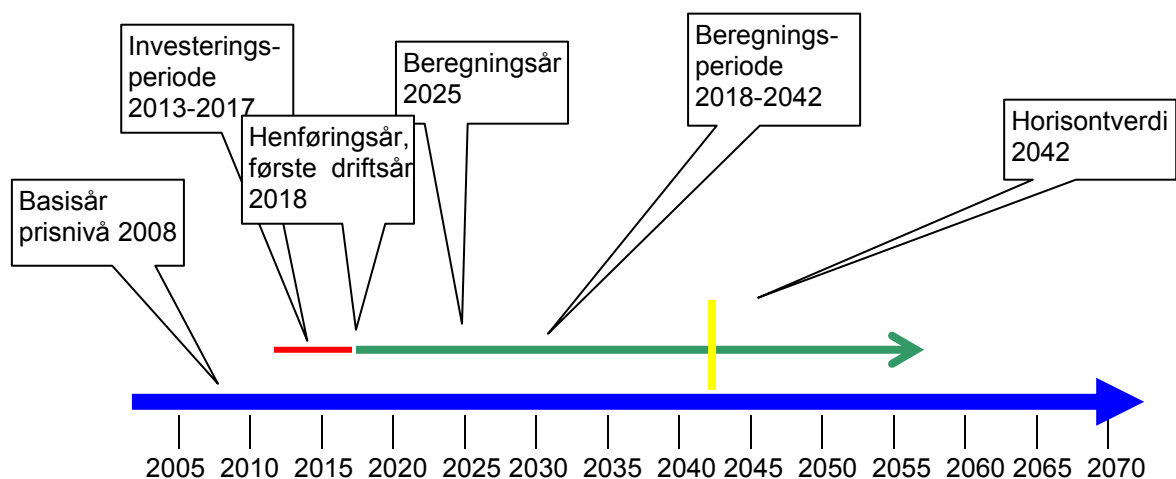 Investerings-
periode
2013-2017
Henføringsår,
første driftsår
2018
Beregningsår
2025
Beregnings-
periode
2018-2042
Horisontverdi
2042
Basisår
prisnivå 2008
2005 2010 2015 2020 2025 2030 2035 2040 2045 2050 2055 2060 2065 2070